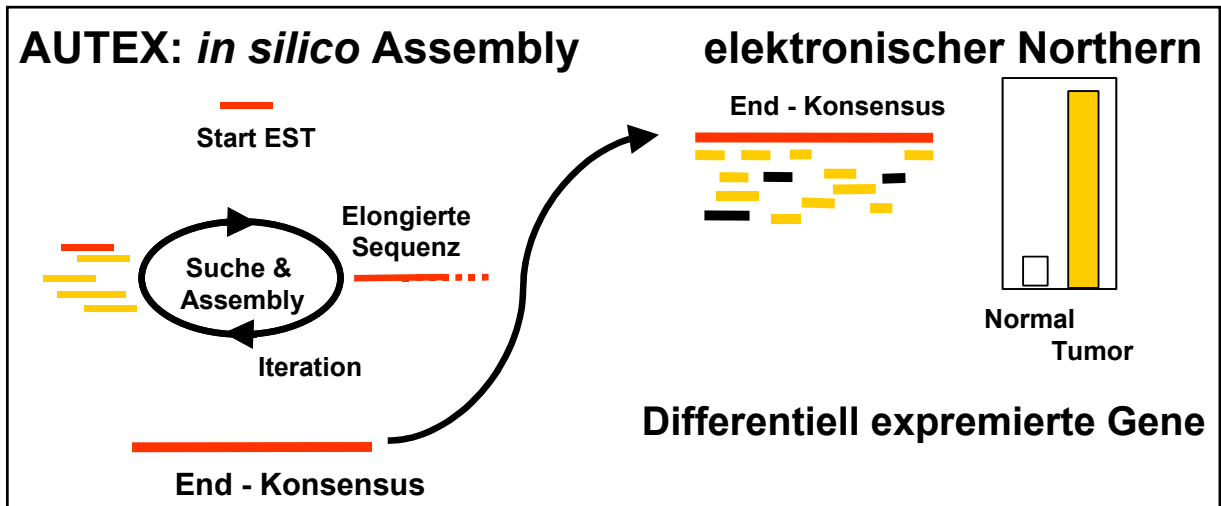 AUTEX: in silico Assembly
Start EST
Elongierte
Sequenz
Suche &
Assembly
Iteration
End - Konsensus
elektronischer Northern
End - Konsensus
Normal
Tumor
Differentiell expremierte Gene